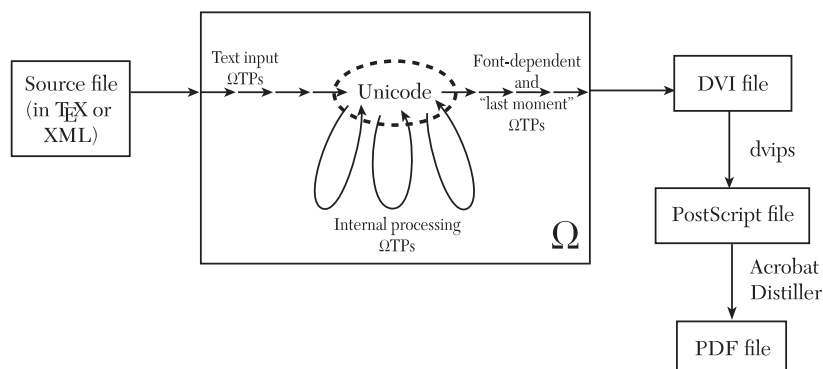 Source file
(in TEX or
XML)
Text input
ΩTPs
Unicode
Font-dependent
and
“last moment”
ΩTPs
Internal processing
ΩTPs
Ω
DVI file
dvips
PostScript file
Acrobat
Distiller
PDF file